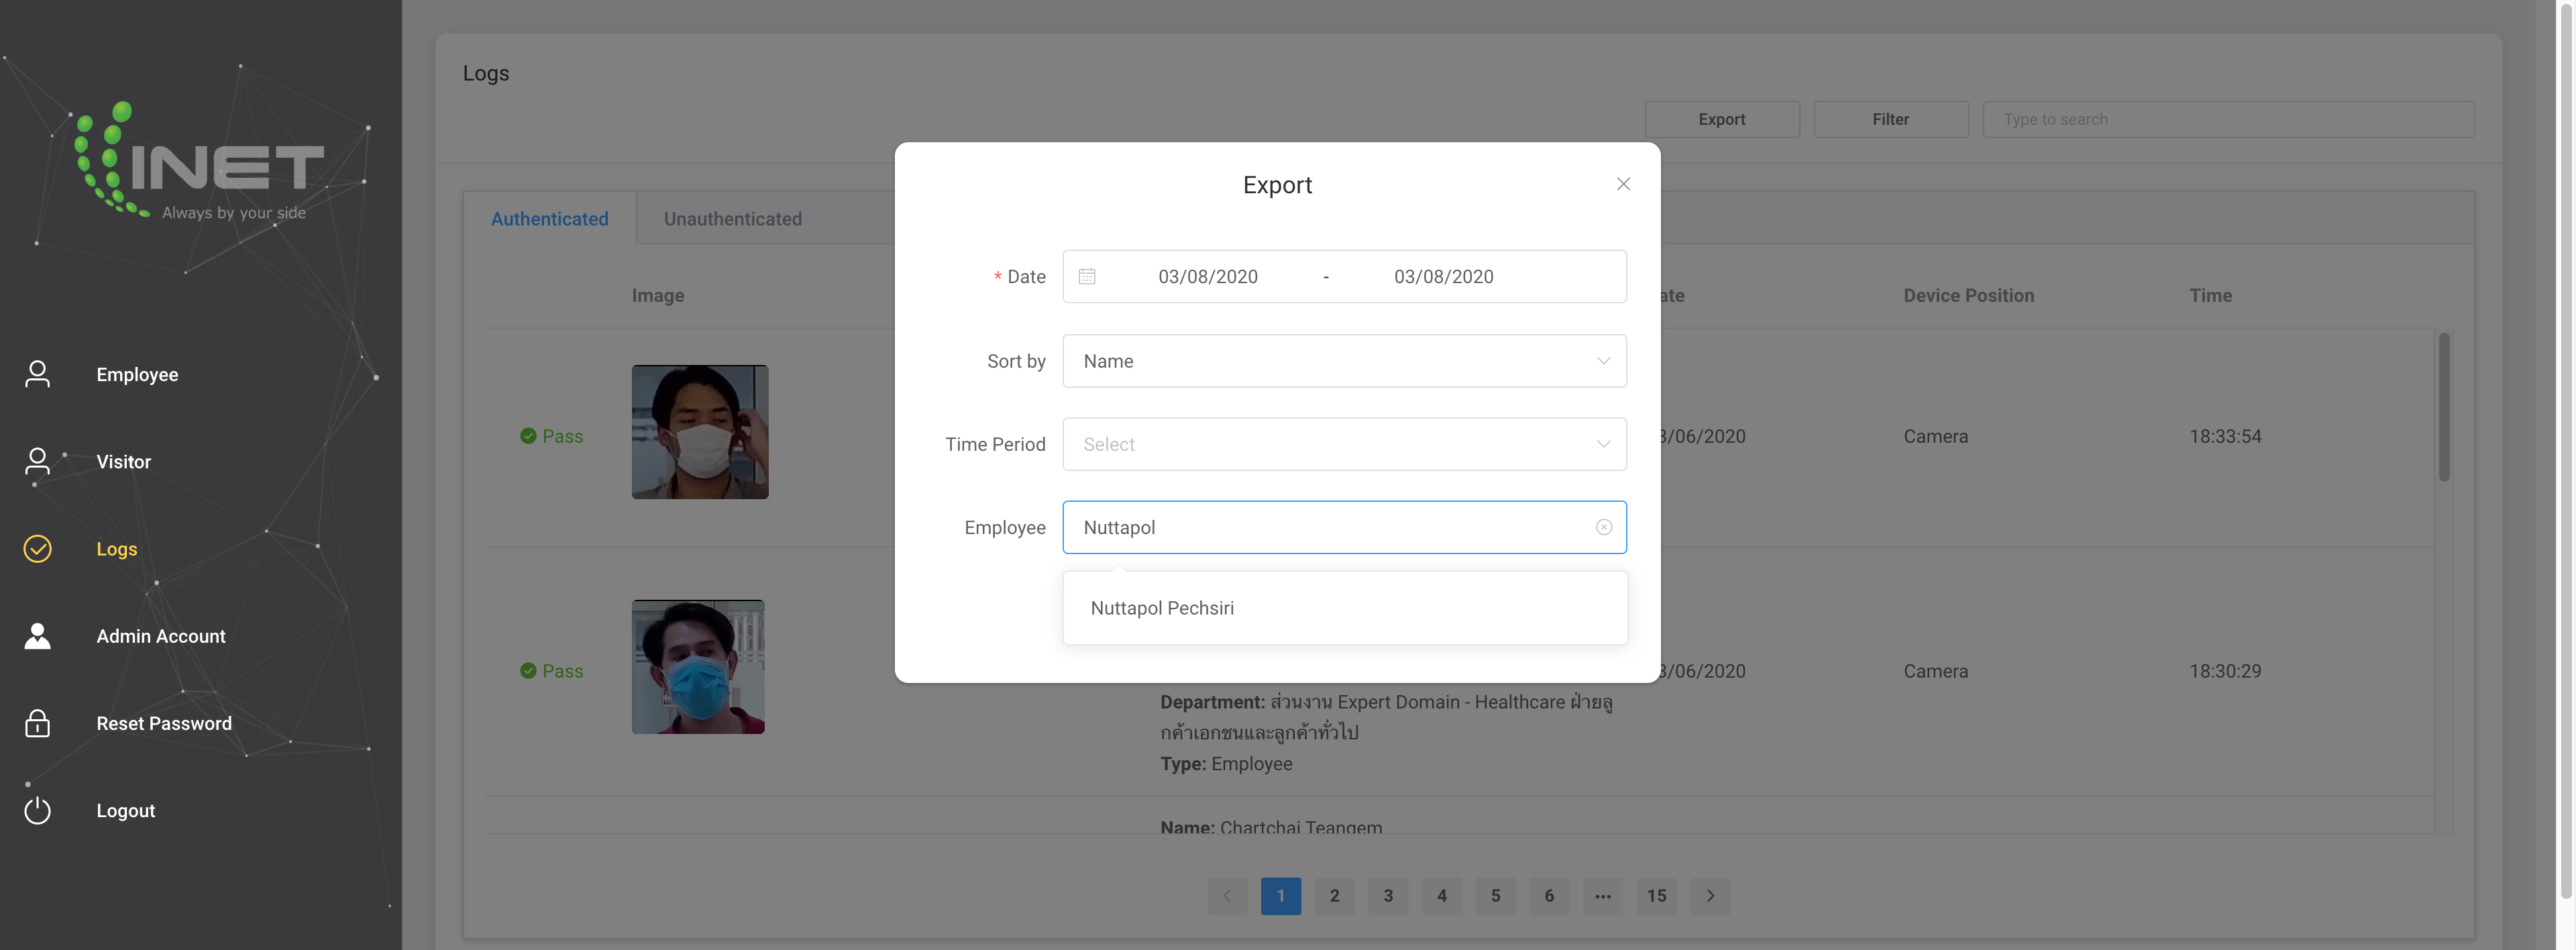 INET
Always by your side
Employee
Visitor
Logs
Admin Account
Reset Password
Logout
Logs
Export
Filter
Type to search
Authenticated
Unauthenticated
Image
Device Position
Time
Pass
3/06/2020
Camera
18:33:54
Pass
3/06/2020
Camera
18:30:29
Department: ส่วนงาน Expert Domain - Healthcare ฝ่ายลู
กค้าเอกชนและลูกค้าทั่วไป
Type: Employee
Name: Chartchai Teangem
1 2 3 4 5 6 ... 15
Export
* Date 03/08/2020 - 03/08/2020
Sort by Name
Time Period Select
Employee Nuttapol
Nuttapol Pechsiri